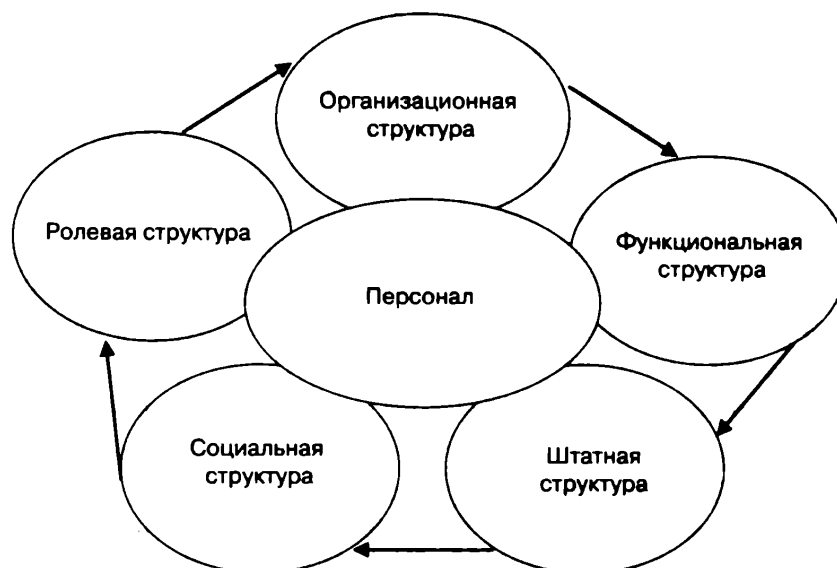 Организационная
структура
Ролевая структура
Функциональная
структура
Персонал
Социальная
структура
Штатная
структура